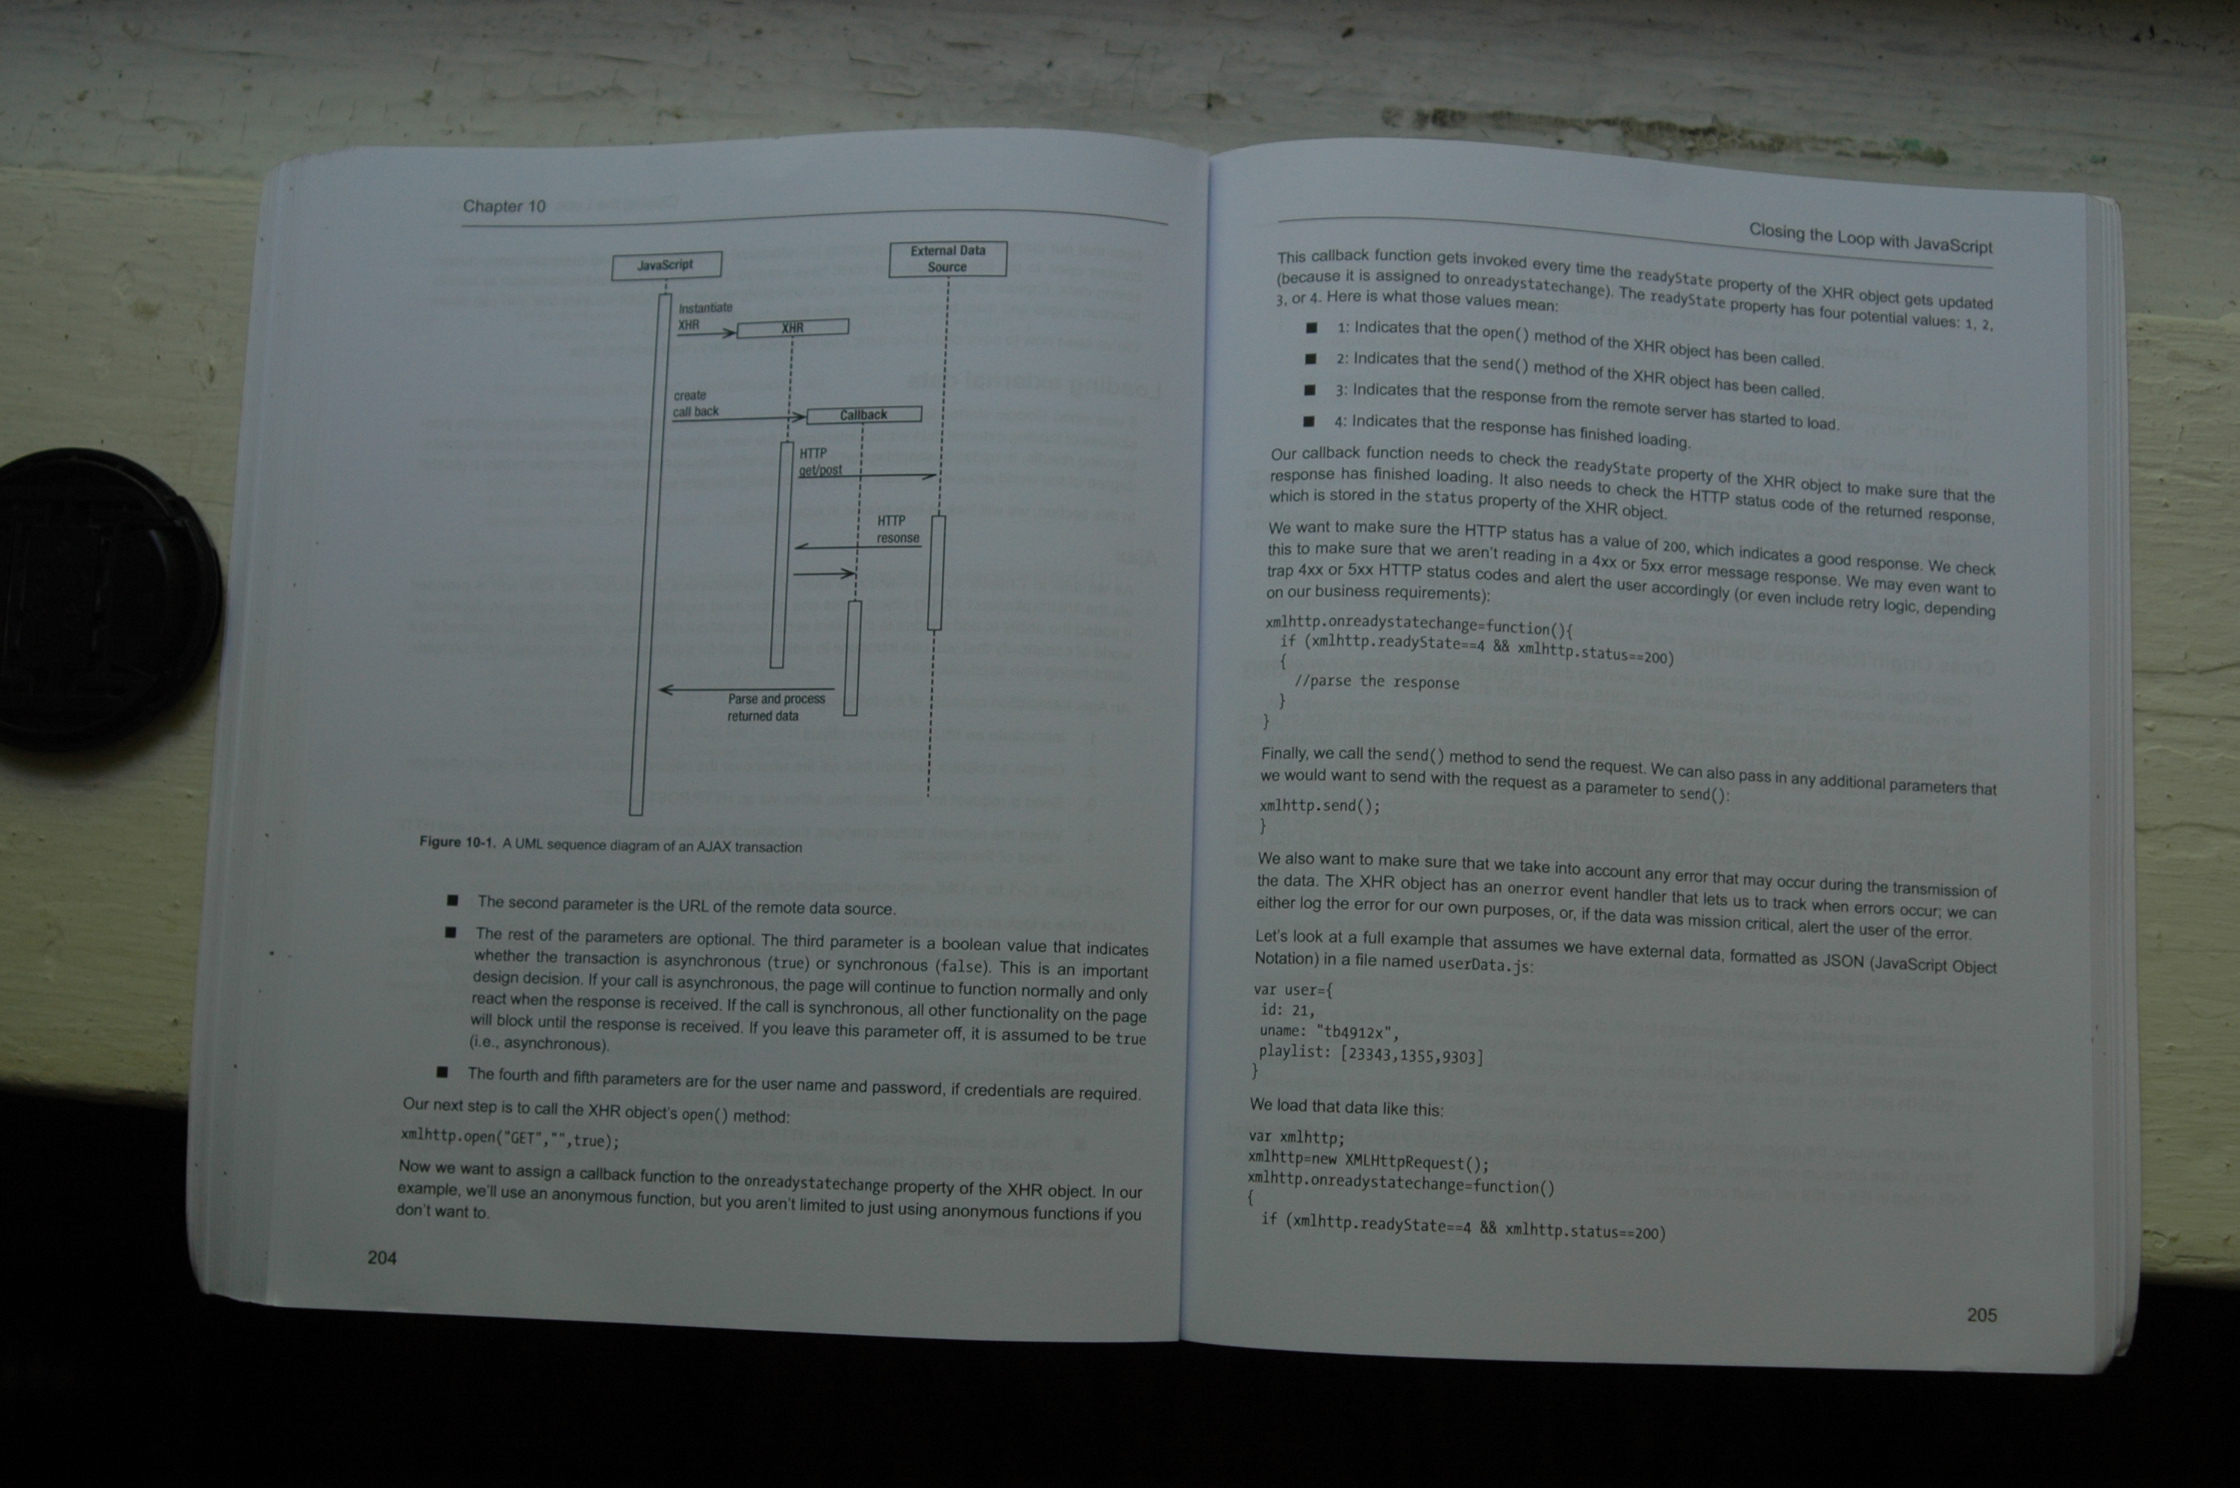 Chapter 10
JavaScript
External Data
Source
Instantiate
XHR
XHR
create
call back
Callback
HTTP
get/post
HTTP
resonse
Parse and process
returned data
Figure 10-1. A UML sequence diagram of an AJAX transaction
■ The second parameter is the URL of the remote data source.
■ The rest of the parameters are optional. The third parameter is a boolean value that indicates
whether the transaction is asynchronous (true) or synchronous (false). This is an important
design decision. If your call is asynchronous, the page will continue to function normally and only
react when the response is received. If the call is synchronous, all other functionality on the page
will block until the response is received. If you leave this parameter off, it is assumed to be true
(i.e., asynchronous).
■ The fourth and fifth parameters are for the user name and password, if credentials are required.
Our next step is to call the XHR object's open() method:
xmlhttp.open("GET","",true);
Now we want to assign a callback function to the onreadystatechange property of the XHR object. In our
example, we'll use an anonymous function, but you aren't limited to just using anonymous functions if you
don't want to.
204
Closing the Loop with JavaScript
This callback function gets invoked every time the readyState property of the XHR object gets updated
(because it is assigned to onreadystatechange). The readyState property has four potential values: 1, 2,
3, or 4. Here is what those values mean:
■ 1: Indicates that the open() method of the XHR object has been called.
■ 2: Indicates that the send() method of the XHR object has been called.
■ 3: Indicates that the response from the remote server has started to load.
■ 4: Indicates that the response has finished loading.
Our callback function needs to check the readyState property of the XHR object to make sure that the
response has finished loading. It also needs to check the HTTP status code of the returned response,
which is stored in the status property of the XHR object.
We want to make sure the HTTP status has a value of 200, which indicates a good response. We check
this to make sure that we aren't reading in a 4xx or 5xx error message response. We may even want to
trap 4xx or 5xx HTTP status codes and alert the user accordingly (or even include retry logic, depending
on our business requirements):
xmlhttp.onreadystatechange=function(){
if (xmlhttp.readyState==4 && xmlhttp.status==200)
{
//parse the response
}
}
Finally, we call the send() method to send the request. We can also pass in any additional parameters that
we would want to send with the request as a parameter to send():
xmlhttp.send();
}
We also want to make sure that we take into account any error that may occur during the transmission of
the data. The XHR object has an onerror event handler that lets us to track when errors occur; we can
either log the error for our own purposes, or, if the data was mission critical, alert the user of the error.
Let's look at a full example that assumes we have external data, formatted as JSON (JavaScript Object
Notation) in a file named userData.js:
var user={
id: 21,
uname: "tb4912x",
playlist: [23343,1355,9303]
}
We load that data like this:
var xmlhttp;
xmlhttp=new XMLHttpRequest();
xmlhttp.onreadystatechange=function()
{
if (xmlhttp.readyState==4 && xmlhttp.status==200)
205